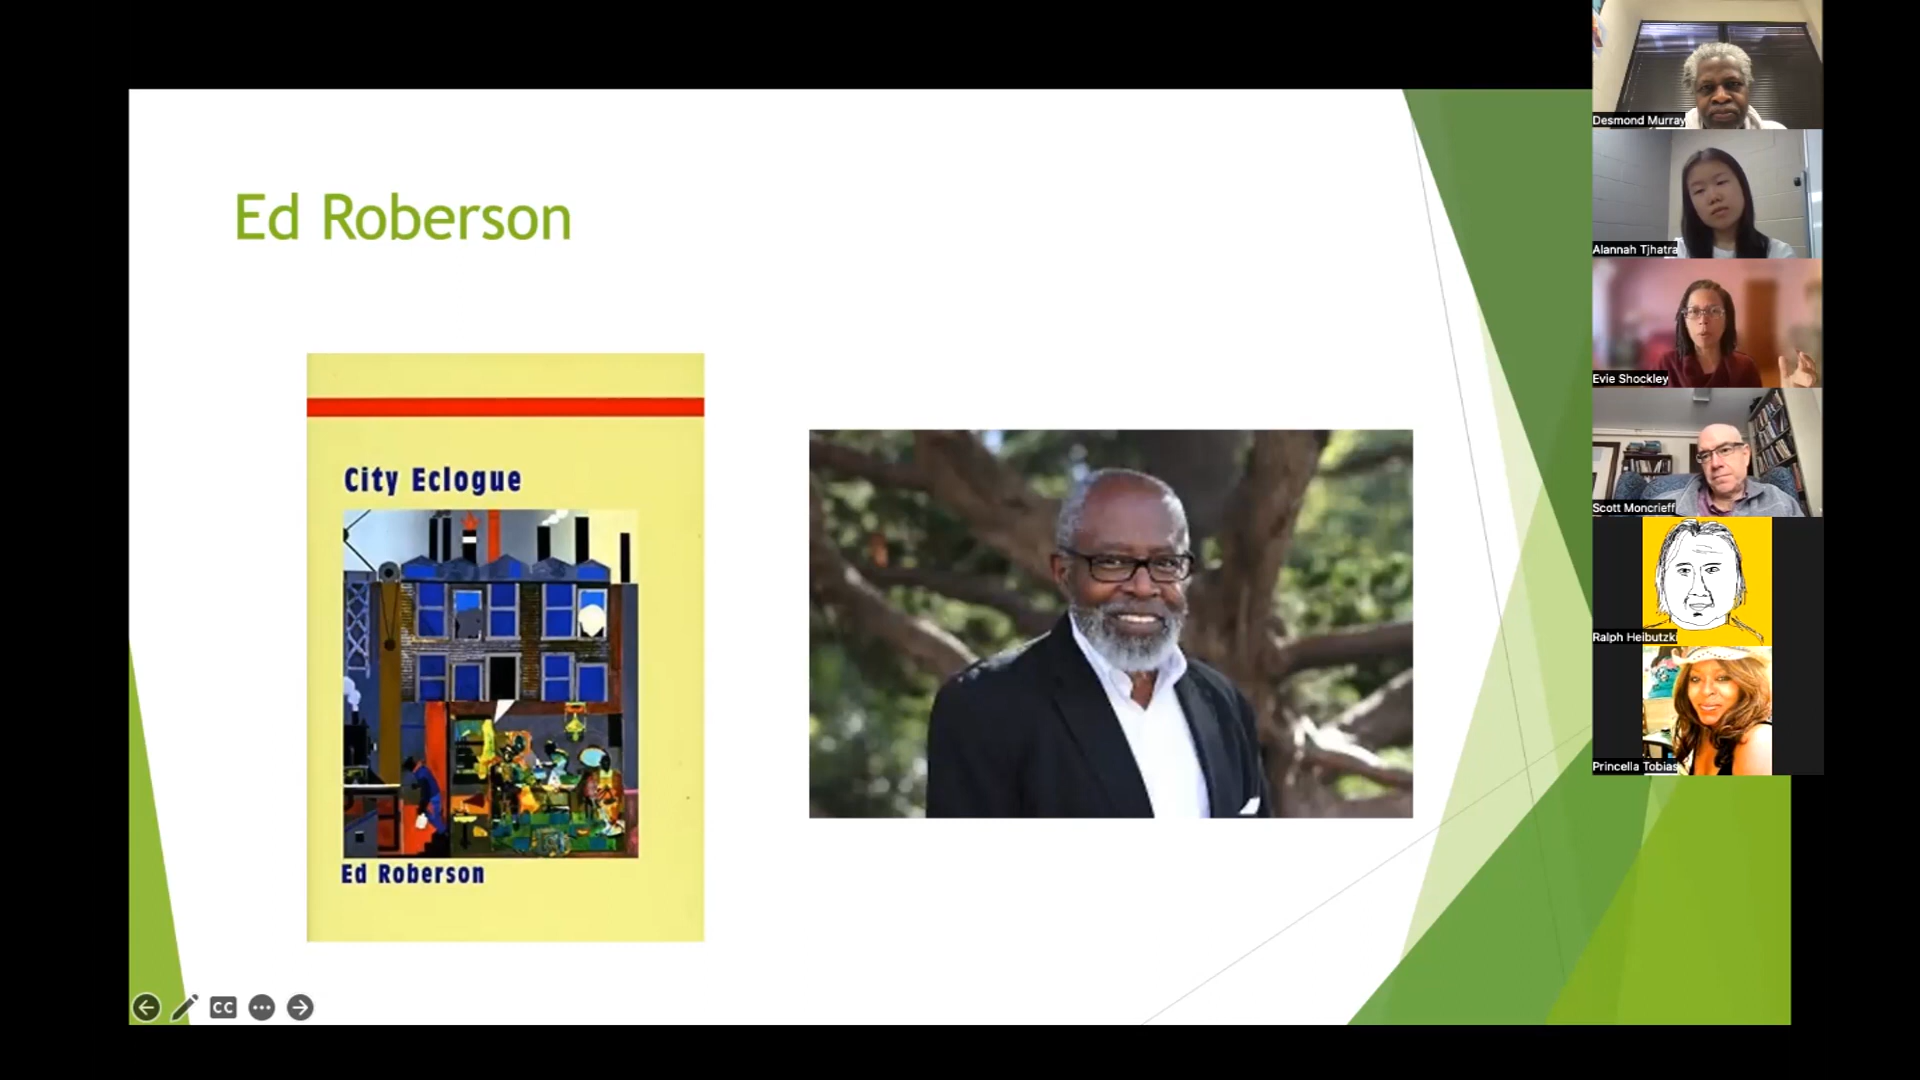 Ed Roberson
City Eclogue
Ed Roberson
CC
Desmond Murray
Alannah Tjhatra
Evie Shockley
Scott Moncrieff
Ralph Heibutzki
Princella Tobias